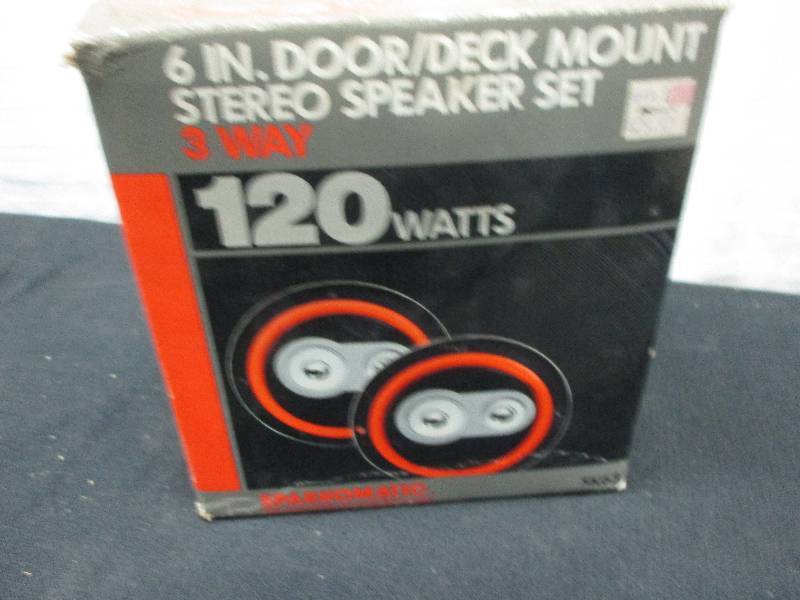 6 IN. DOOR/DECK MOUNT
STEREO SPEAKER SET
3 WAY
120 WATTS
SPARKOMATIC